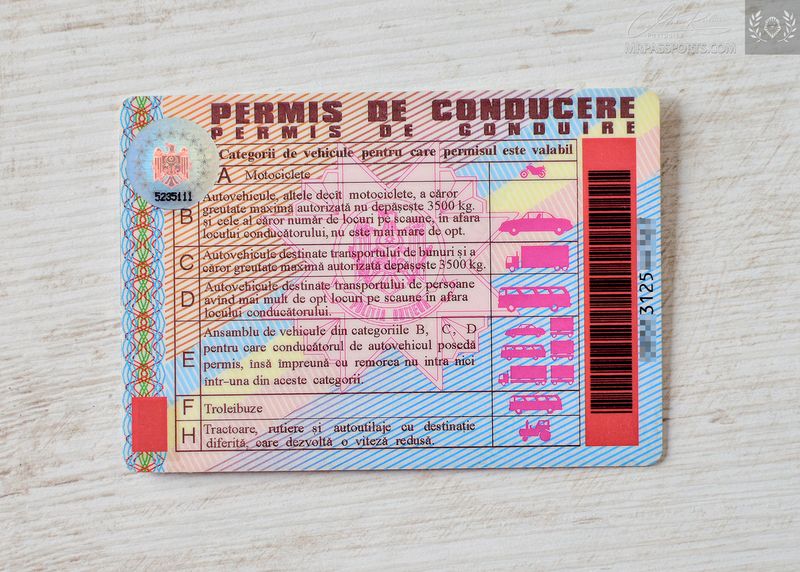 MRPASSPORTS.COM
PERMIS DE CONDUCERE
PERMIS DE CONDUIRE
Categorii de vehicule pentru care permisul este valabil
5235111
A Motociclete
B Autovehicule, altele decît motociclete, a căror
greutate maximă autorizată nu depăşeşte 3500 kg.
şi cele al căror număr de locuri pe scaune, în afara
locului conducătorului, nu este mai mare de opt.
C Autovehicule destinate transportului de bunuri şi a
căror greutate maximă autorizată depăşeşte 3500 kg.
D Autovehicule destinate transportului de persoane
avînd mai mult de opt locuri pe scaune în afara
locului conducătorului.
E Ansamblu de vehicule din categoriile B, C, D
pentru care conducătorul de autovehicul posedă
permis, însă împreună cu remorca nu intră nici
într-una din aceste categorii.
F Troleibuze
H Tractoare, rutiere şi autoutilaje cu destinaţie
diferită, care dezvoltă o viteză redusă.
3125